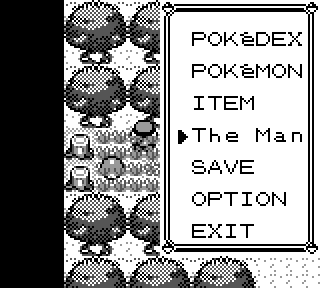 POKéDEX
POKéMON
ITEM
The Man
SAVE
OPTION
EXIT